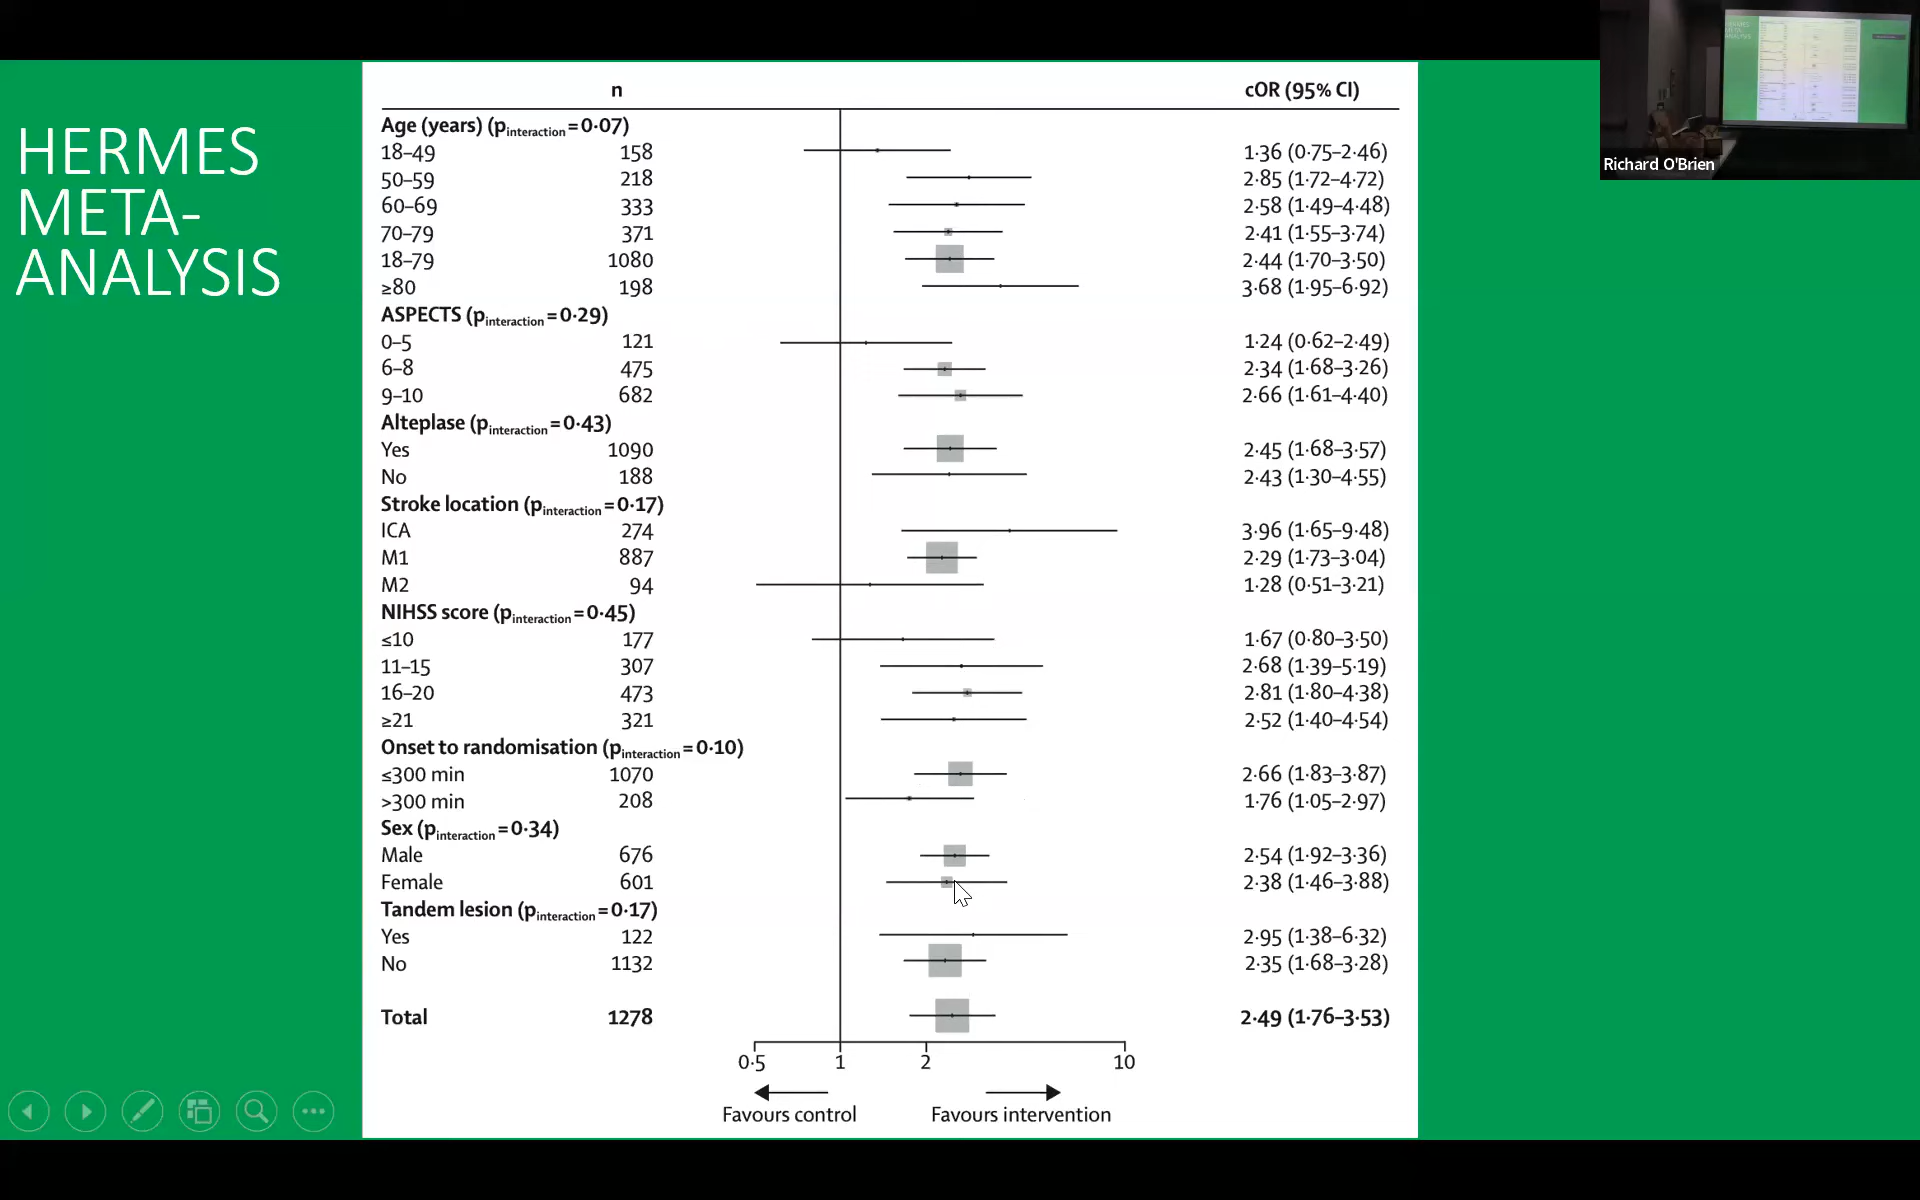 HERMES
META-
ANALYSIS
n cOR (95% CI)
Age (years) (pinteraction=0·07)
18–49 158 1·36 (0·75–2·46)
50–59 218 2·85 (1·72–4·72)
60–69 333 2·58 (1·49–4·48)
70–79 371 2·41 (1·55–3·74)
18–79 1080 2·44 (1·70–3·50)
≥80 198 3·68 (1·95–6·92)
ASPECTS (pinteraction=0·29)
0–5 121 1·24 (0·62–2·49)
6–8 475 2·34 (1·68–3·26)
9–10 682 2·66 (1·61–4·40)
Alteplase (pinteraction=0·43)
Yes 1090 2·45 (1·68–3·57)
No 188 2·43 (1·30–4·55)
Stroke location (pinteraction=0·17)
ICA 274 3·96 (1·65–9·48)
M1 887 2·29 (1·73–3·04)
M2 94 1·28 (0·51–3·21)
NIHSS score (pinteraction=0·45)
≤10 177 1·67 (0·80–3·50)
11–15 307 2·68 (1·39–5·19)
16–20 473 2·81 (1·80–4·38)
≥21 321 2·52 (1·40–4·54)
Onset to randomisation (pinteraction=0·10)
≤300 min 1070 2·66 (1·83–3·87)
>300 min 208 1·76 (1·05–2·97)
Sex (pinteraction=0·34)
Male 676 2·54 (1·92–3·36)
Female 601 2·38 (1·46–3·88)
Tandem lesion (pinteraction=0·17)
Yes 122 2·95 (1·38–6·32)
No 1132 2·35 (1·68–3·28)
Total 1278 2·49 (1·76–3·53)
0·5 1 2 10
Favours control Favours intervention
Richard O'Brien